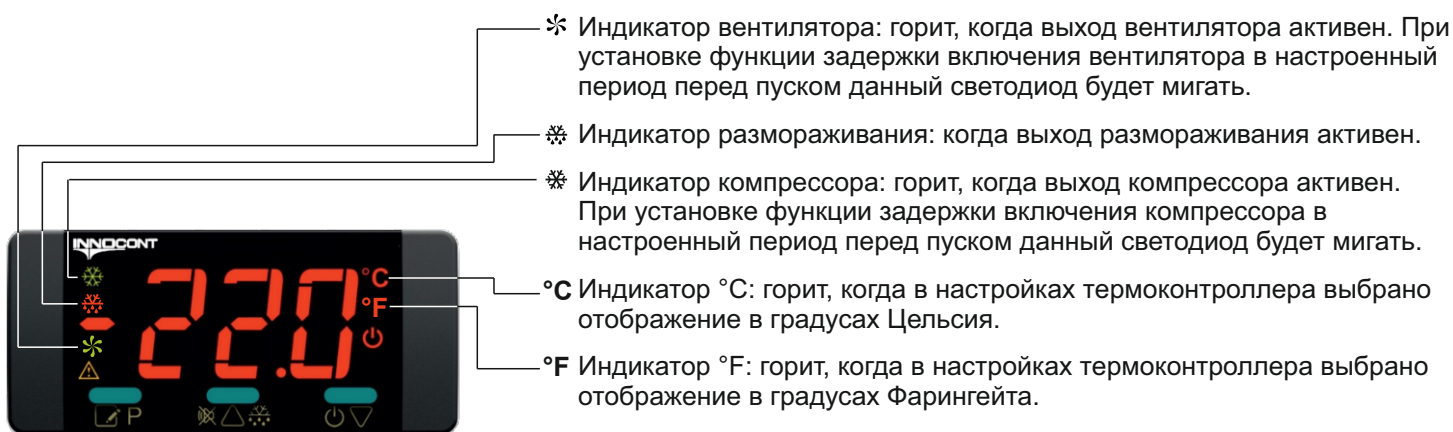 Индикатор вентилятора: горит, когда выход вентилятора активен. При
установке функции задержки включения вентилятора в настроенный
период перед пуском данный светодиод будет мигать.
Индикатор размораживания: когда выход размораживания активен.
Индикатор компрессора: горит, когда выход компрессора активен.
При установке функции задержки включения компрессора в
настроенный период перед пуском данный светодиод будет мигать.
°C Индикатор °C: горит, когда в настройках термоконтроллера выбрано
отображение в градусах Цельсия.
°F Индикатор °F: горит, когда в настройках термоконтроллера выбрано
отображение в градусах Фарингейта.
INNOCONT
-22.0
°C
°F
P